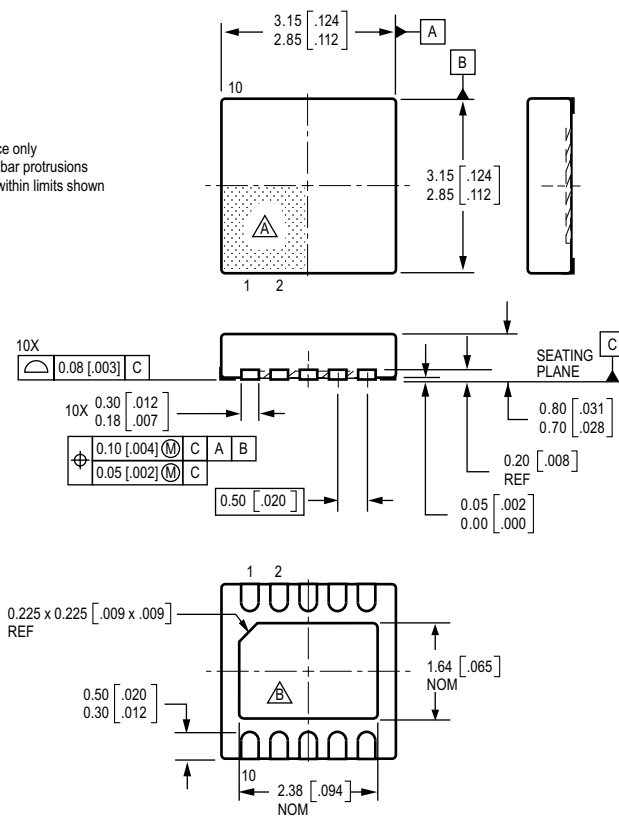 3.15 [.124]
2.85 [.112]
A
B
10
ce only
bar protrusions
within limits shown
3.15 [.124]
2.85 [.112]
A
1 2
10X
0.08 [.003] C
SEATING
PLANE
C
10X 0.30 [.012]
0.18 [.007]
0.10 [.004] Ⓜ C A B
0.05 [.002] Ⓜ C
0.50 [.020]
0.80 [.031]
0.70 [.028]
0.20 [.008]
REF
0.05 [.002]
0.00 [.000]
1 2
0.225 x 0.225 [.009 x .009]
REF
1.64 [.065]
NOM
B
0.50 [.020]
0.30 [.012]
10
2.38 [.094]
NOM